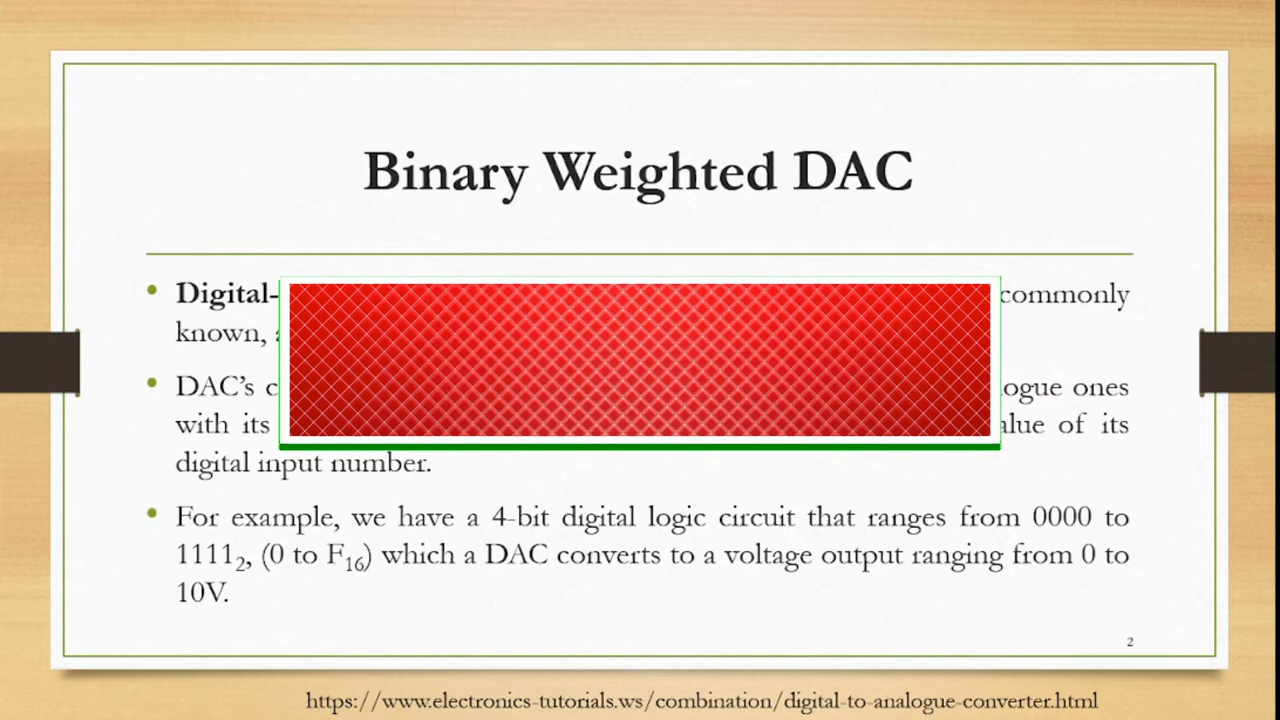 Binary Weighted DAC
• Digital- commonly
known,
• DAC's ones
with its of its
digital input number.
• For example, we have a 4-bit digital logic circuit that ranges from 0000 to
1111₂, (0 to F₁₆) which a DAC converts to a voltage output ranging from 0 to
10V.
2
https://www.electronics-tutorials.ws/combination/digital-to-analogue-converter.html